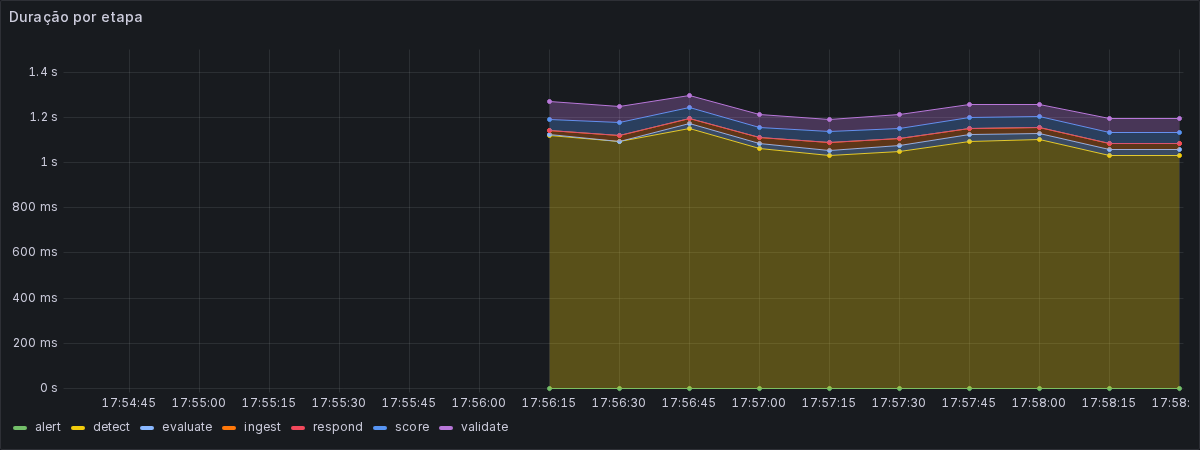 Duração por etapa
1.4 s
1.2 s
1 s
800 ms
600 ms
400 ms
200 ms
0 s
17:54:45 17:55:00 17:55:15 17:55:30 17:55:45 17:56:00 17:56:15 17:56:30 17:56:45 17:57:00 17:57:15 17:57:30 17:57:45 17:58:00 17:58:15 17:58:
alert detect evaluate ingest respond score validate